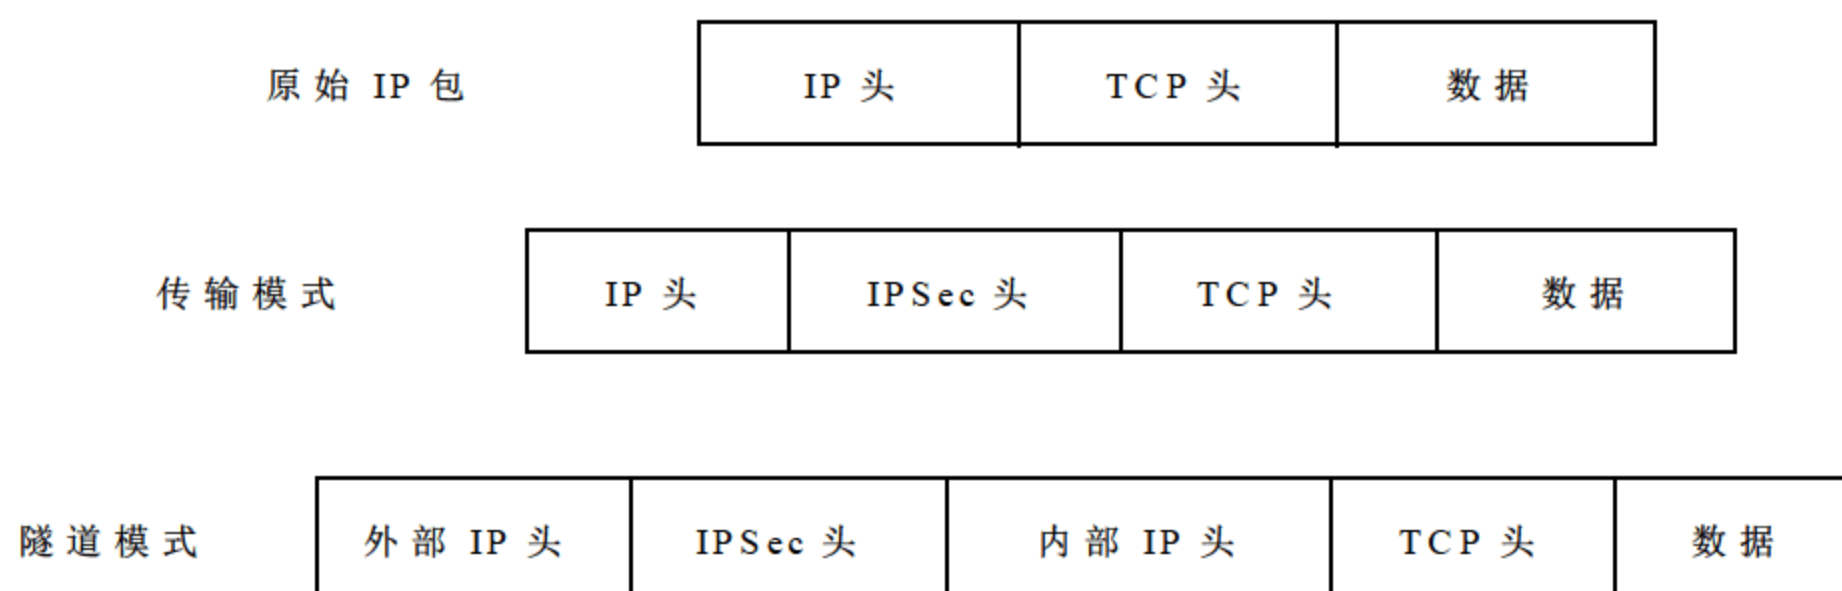 原始 IP 包 IP 头 TCP 头 数据
传输模式 IP 头 IPSec 头 TCP 头 数据
隧道模式 外部 IP 头 IPSec 头 内部 IP 头 TCP 头 数据